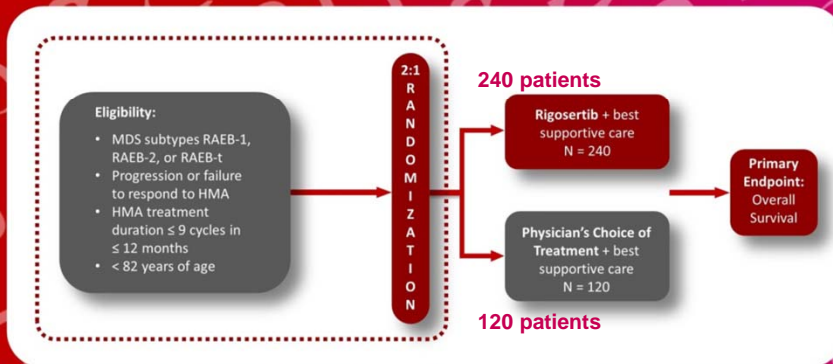 Eligibility:
• MDS subtypes RAEB-1,
RAEB-2, or RAEB-t
• Progression or failure
to respond to HMA
• HMA treatment
duration ≤ 9 cycles in
≤ 12 months
• < 82 years of age
2:1
R
A
N
D
O
M
I
Z
A
T
I
O
N
240 patients
Rigosertib + best
supportive care
N = 240
Physician's Choice of
Treatment + best
supportive care
N = 120
120 patients
Primary
Endpoint:
Overall
Survival